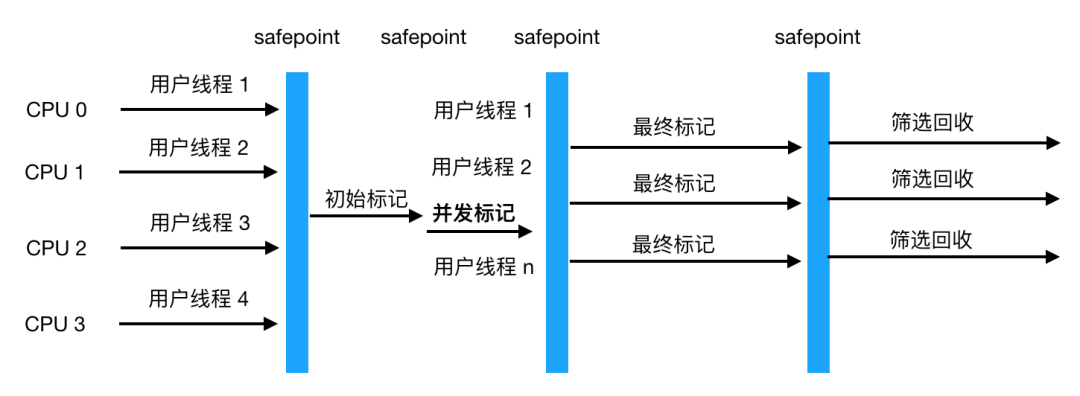 safepoint safepoint safepoint safepoint
CPU 0
用户线程 1
CPU 1
用户线程 2
CPU 2
用户线程 3
CPU 3
用户线程 4
初始标记
用户线程 1
用户线程 2
并发标记
用户线程 n
最终标记
最终标记
最终标记
筛选回收
筛选回收
筛选回收